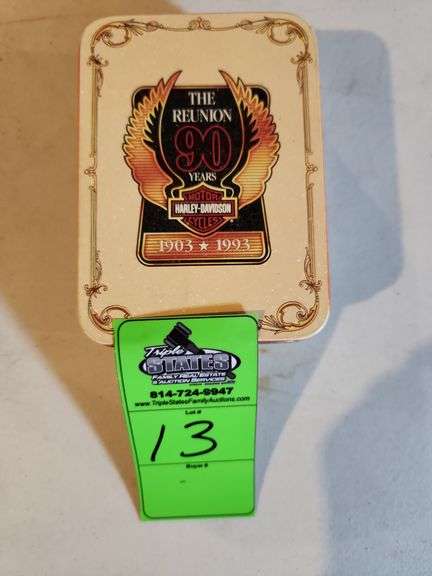 THE
REUNION
90
YEARS
MOTOR
HARLEY-DAVIDSON
CYCLES
1903 ★ 1993
Triple
STATES
FAMILY REAL ESTATE
& AUCTION SERVICES
814-724-9947
www.TripleStatesFamilyAuctions.com
Lot #
13
Buyer #